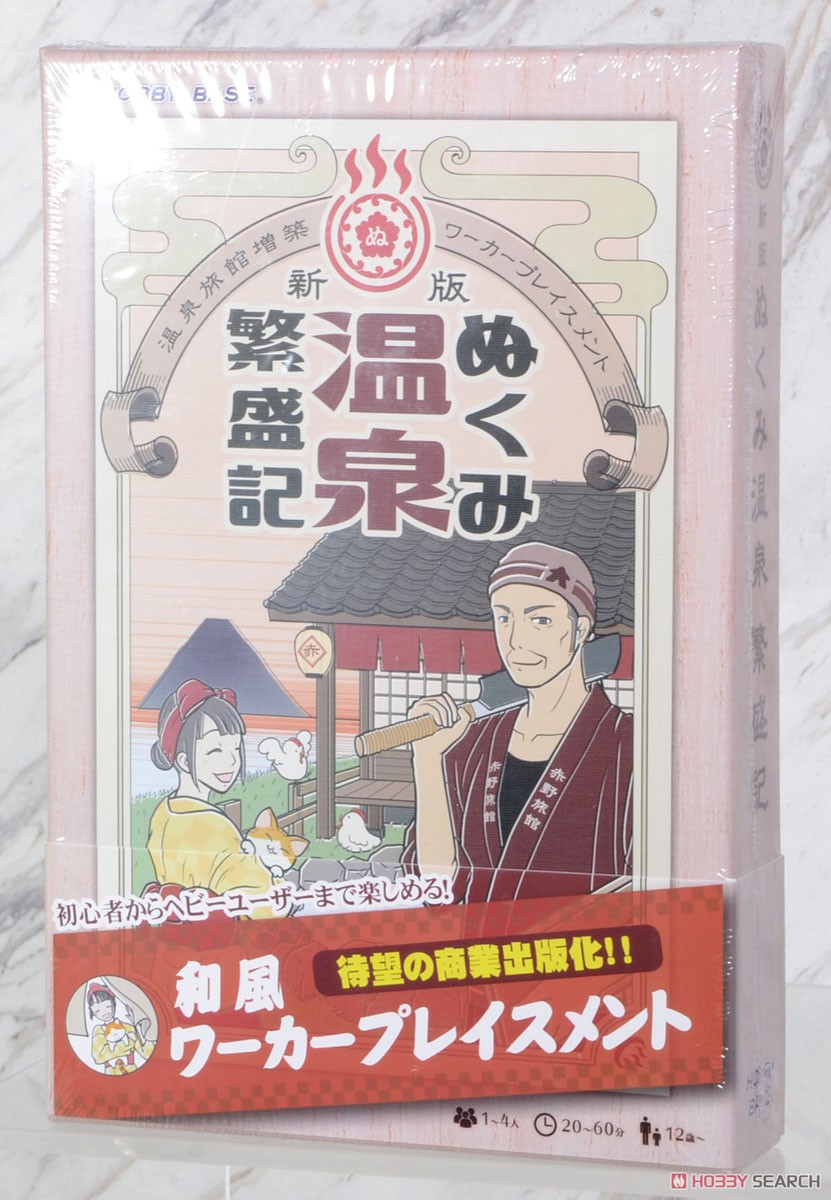 HOBBY BASE
温泉旅館増築 ワーカープレイスメント
ぬ
新版
ぬくみ
温泉
繁盛記
赤
赤野旅館
赤野旅館
初心者からヘビーユーザーまで楽しめる!
待望の商業出版化!!
和風
ワーカープレイスメント
1~4人 20~60分 12歳~
新版 ぬくみ温泉繁盛記
HOBBY SEARCH